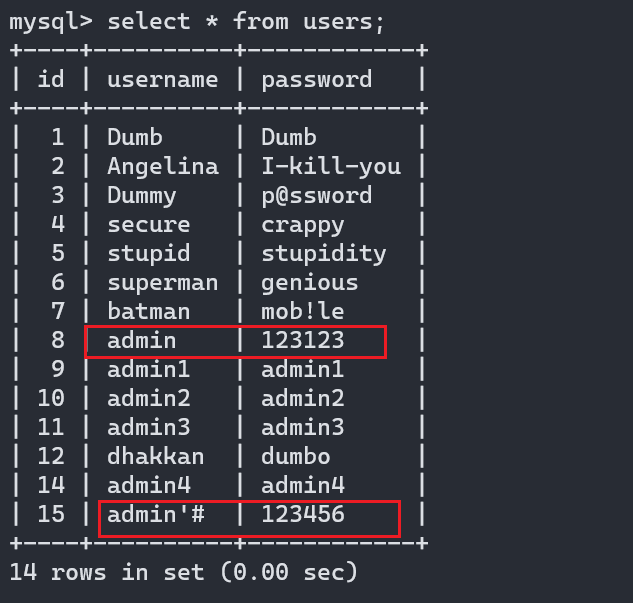 mysql> select * from users;
+----+----------+------------+
| id | username | password   |
+----+----------+------------+
|  1 | Dumb     | Dumb       |
|  2 | Angelina | I-kill-you |
|  3 | Dummy    | p@ssword   |
|  4 | secure   | crappy     |
|  5 | stupid   | stupidity  |
|  6 | superman | genious    |
|  7 | batman   | mob!le     |
|  8 | admin    | 123123     |
|  9 | admin1   | admin1     |
| 10 | admin2   | admin2     |
| 11 | admin3   | admin3     |
| 12 | dhakkan  | dumbo      |
| 14 | admin4   | admin4     |
| 15 | admin'#  | 123456     |
+----+----------+------------+
14 rows in set (0.00 sec)